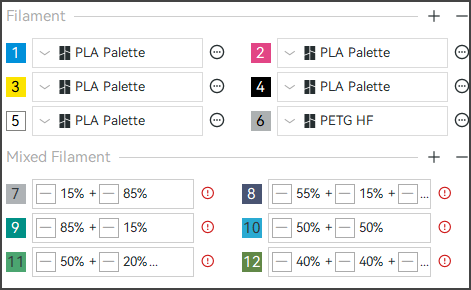 Filament
1 PLA Palette 2 PLA Palette
3 PLA Palette 4 PLA Palette
5 PLA Palette 6 PETG HF
Mixed Filament
7 15% + 85% 8 55% + 15% + ...
9 85% + 15% 10 50% + 50%
11 50% + 20%... 12 40% + 40% + ...